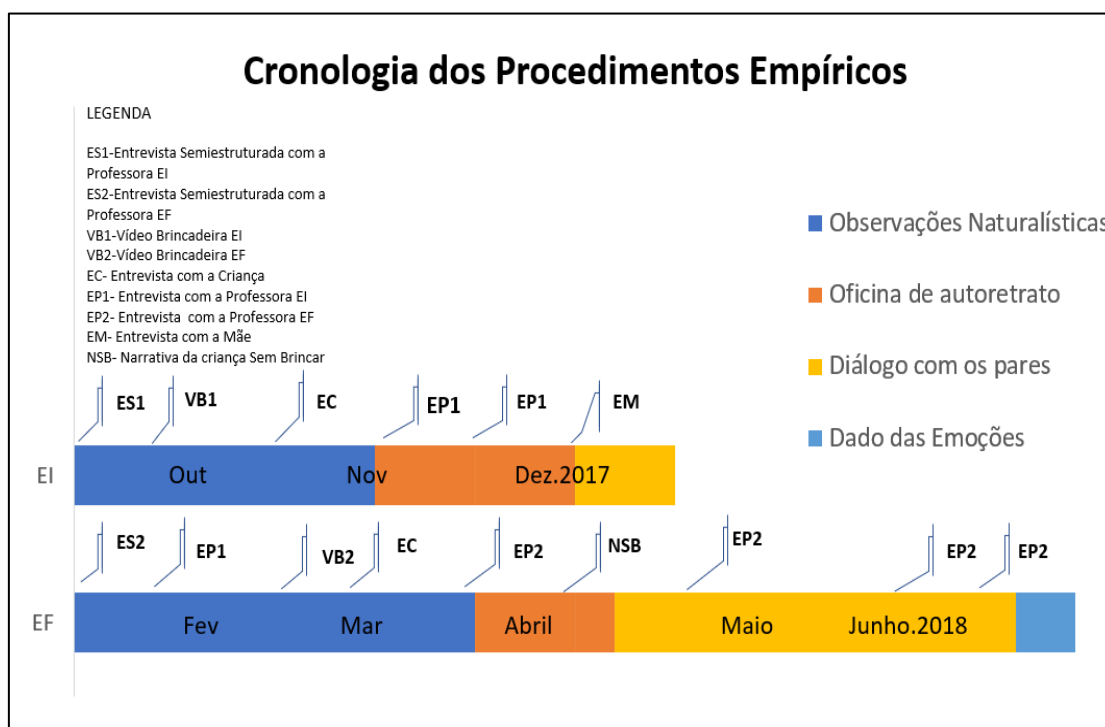 Cronologia dos Procedimentos Empíricos
LEGENDA
ES1-Entrevista Semiestruturada com a
Professora EI
ES2-Entrevista Semiestruturada com a
Professora EF
VB1-Vídeo Brincadeira EI
VB2-Vídeo Brincadeira EF
EC- Entrevista com a Criança
EP1- Entrevista com a Professora EI
EP2- Entrevista com a Professora EF
EM- Entrevista com a Mãe
NSB- Narrativa da criança Sem Brincar
Observações Naturalísticas
Oficina de autoretrato
Diálogo com os pares
Dado das Emoções
ES1 VB1 EC EP1 EP1 EM
EI Out Nov Dez.2017
ES2 EP1 VB2 EC EP2 NSB EP2 EP2 EP2
EF Fev Mar Abril Maio Junho.2018